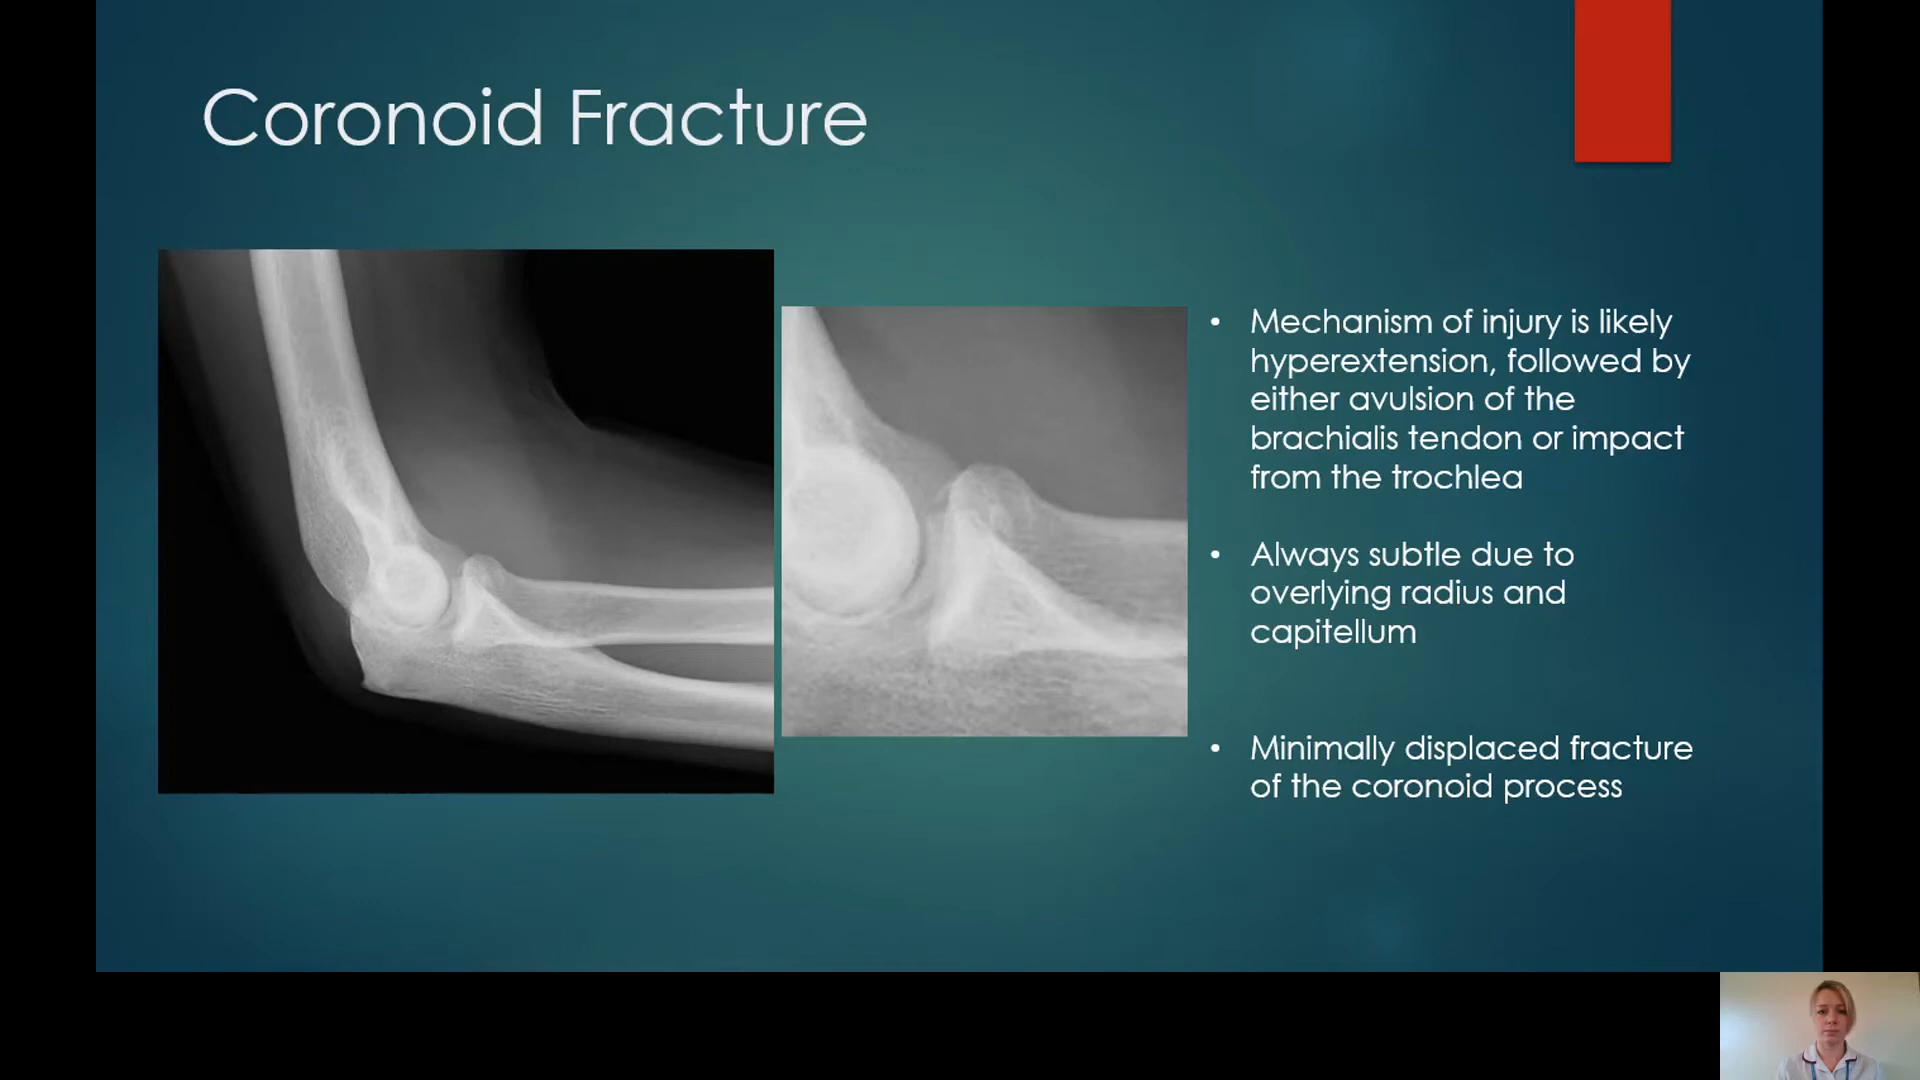 Coronoid Fracture
• Mechanism of injury is likely
hyperextension, followed by
either avulsion of the
brachialis tendon or impact
from the trochlea
• Always subtle due to
overlying radius and
capitellum
• Minimally displaced fracture
of the coronoid process